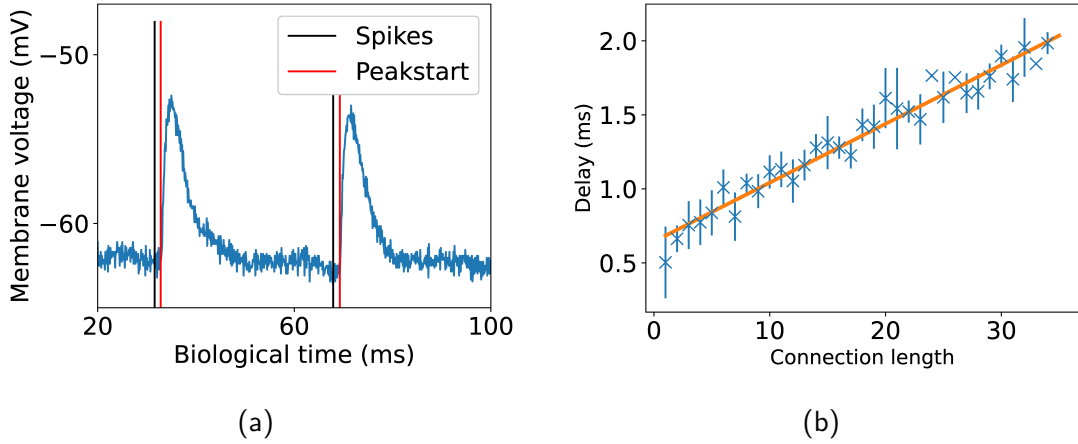 Membrane voltage (mV)
−50
−60
Spikes
Peakstart
20
60
100
Biological time (ms)
(a)
Delay (ms)
2.0
1.5
1.0
0.5
0
10
20
30
Connection length
(b)